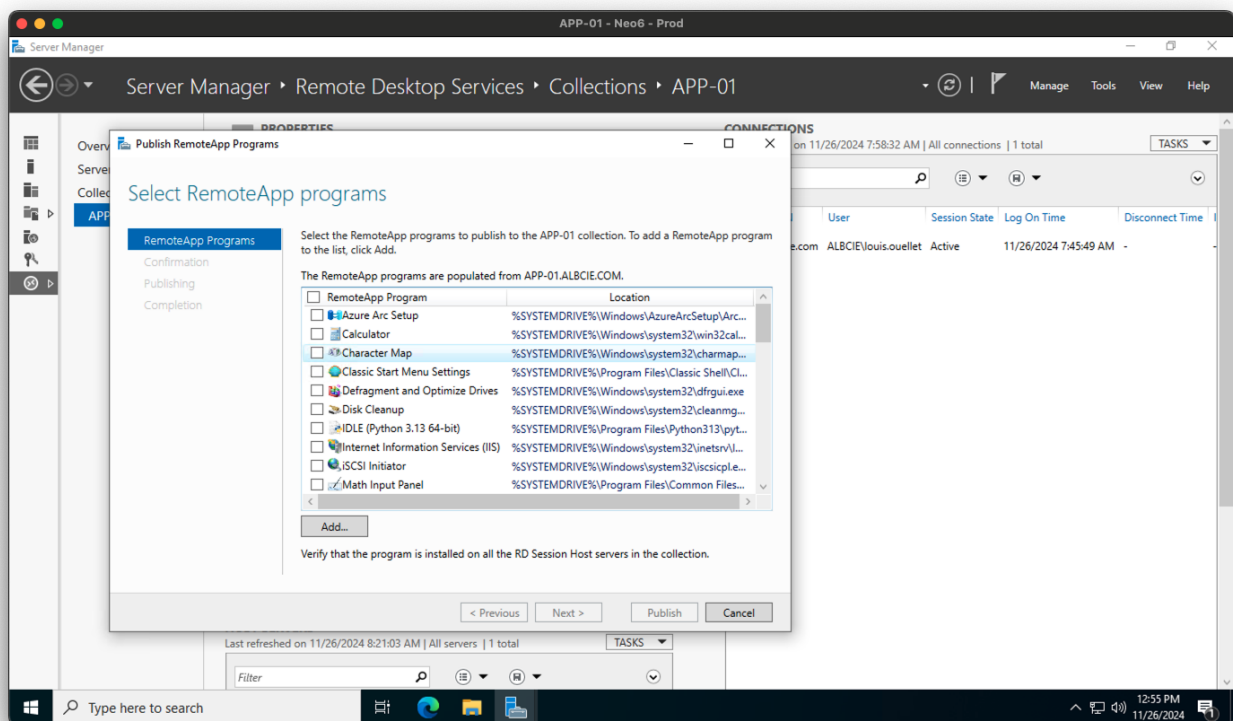 APP-01 - Neo6 - Prod
Server Manager
Server Manager ‣ Remote Desktop Services ‣ Collections ‣ APP-01
Manage Tools View Help
PROPERTIES
CONNECTIONS
on 11/26/2024 7:58:32 AM | All connections | 1 total
TASKS
User Session State Log On Time Disconnect Time
e.com ALBCIE\louis.ouellet Active 11/26/2024 7:45:49 AM - -
Overv
Server
Collec
APP
Publish RemoteApp Programs
Select RemoteApp programs
RemoteApp Programs
Confirmation
Publishing
Completion
Select the RemoteApp programs to publish to the APP-01 collection. To add a RemoteApp program
to the list, click Add.
The RemoteApp programs are populated from APP-01.ALBCIE.COM.
RemoteApp Program Location
Azure Arc Setup %SYSTEMDRIVE%\Windows\AzureArcSetup\Arc...
Calculator %SYSTEMDRIVE%\Windows\system32\win32cal...
Character Map %SYSTEMDRIVE%\Windows\system32\charmap...
Classic Start Menu Settings %SYSTEMDRIVE%\Program Files\Classic Shell\Cl...
Defragment and Optimize Drives %SYSTEMDRIVE%\Windows\system32\dfrgui.exe
Disk Cleanup %SYSTEMDRIVE%\Windows\system32\cleanmg...
IDLE (Python 3.13 64-bit) %SYSTEMDRIVE%\Program Files\Python313\pyt...
Internet Information Services (IIS) %SYSTEMDRIVE%\Windows\system32\inetsrv\I...
iSCSI Initiator %SYSTEMDRIVE%\Windows\system32\iscsicpl.e...
Math Input Panel %SYSTEMDRIVE%\Program Files\Common Files...
Add...
Verify that the program is installed on all the RD Session Host servers in the collection.
< Previous Next > Publish Cancel
Last refreshed on 11/26/2024 8:21:03 AM | All servers | 1 total
TASKS
Filter
Type here to search
12:55 PM
11/26/2024
1